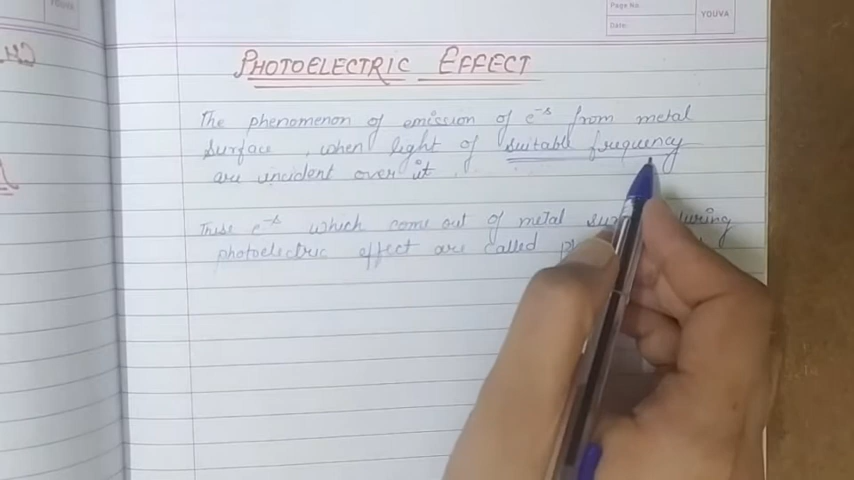 YOUVA
Page No.
Date:
YOUVA
PHOTOELECTRIC EFFECT
The phenomenon of emission of e⁻s from metal
surface , when light of suitable frequency
are incident over it .
These e⁻s which come out of metal
photoelectric effect are called